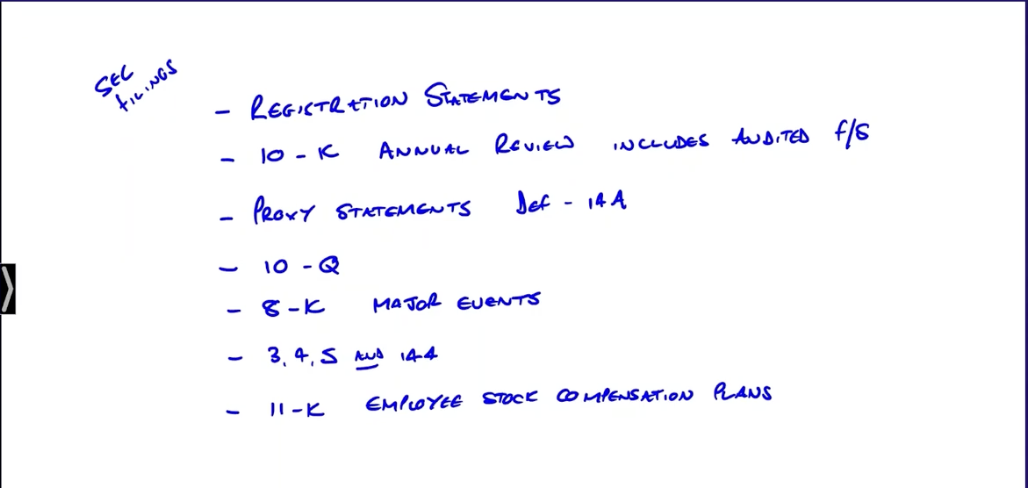 SEC
FILINGS
- REGISTRATION STATEMENTS
- 10-K ANNUAL REVIEW INCLUDES AUDITED f/S
- PROXY STATEMENTS Def - 14A
- 10-Q
- 8-K MAJOR EVENTS
- 3, 4, 5 AND 144
- 11-K EMPLOYEE STOCK COMPENSATION PLANS